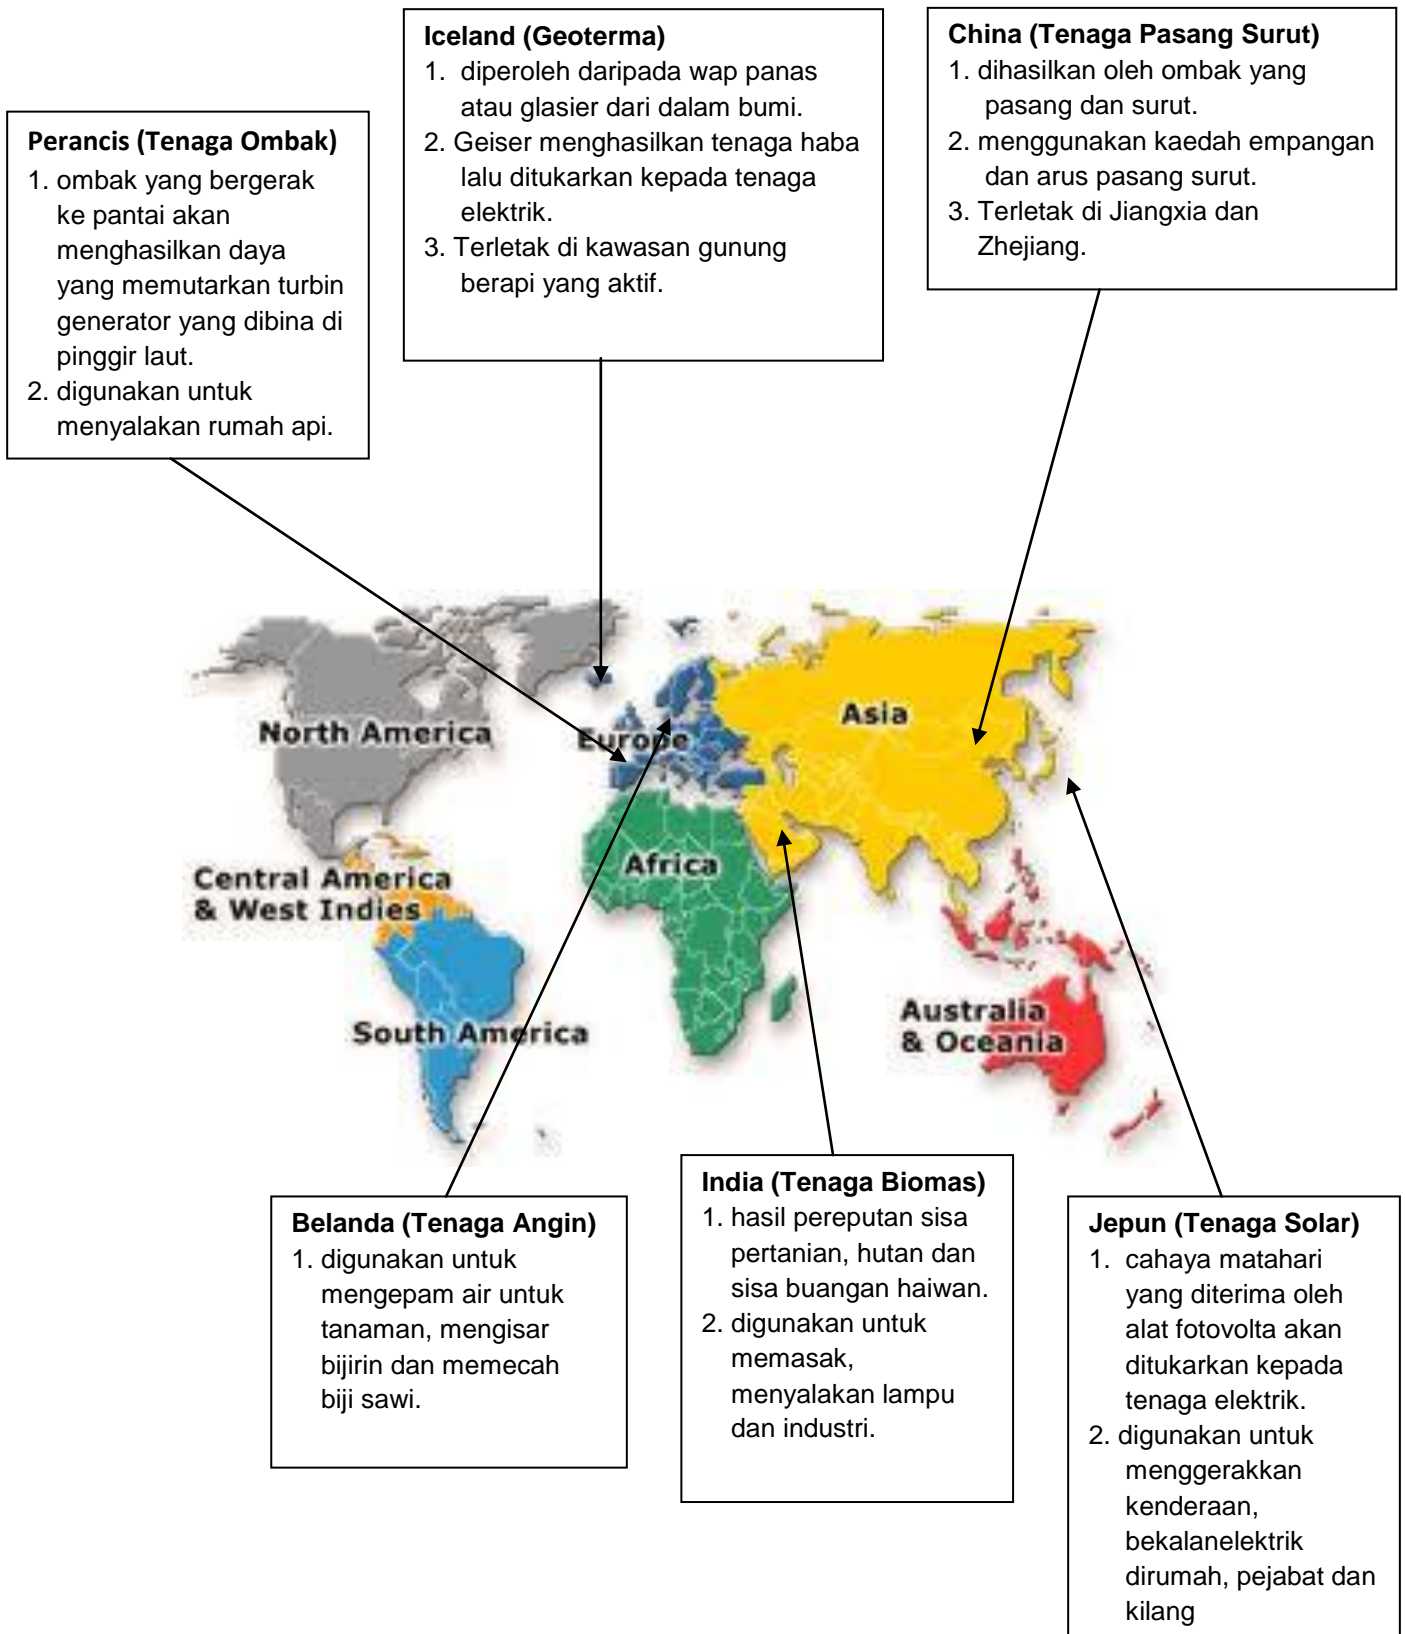 Iceland (Geoterma)
1. diperoleh daripada wap panas
atau glasier dari dalam bumi.
2. Geiser menghasilkan tenaga haba
lalu ditukarkan kepada tenaga
elektrik.
3. Terletak di kawasan gunung
berapi yang aktif.
China (Tenaga Pasang Surut)
1. dihasilkan oleh ombak yang
pasang dan surut.
2. menggunakan kaedah empangan
dan arus pasang surut.
3. Terletak di Jiangxia dan
Zhejiang.
Perancis (Tenaga Ombak)
1. ombak yang bergerak
ke pantai akan
menghasilkan daya
yang memutarkan turbin
generator yang dibina di
pinggir laut.
2. digunakan untuk
menyalakan rumah api.
North America
Europe
Asia
Central America
& West Indies
Africa
South America
Australia
& Oceania
Belanda (Tenaga Angin)
1. digunakan untuk
mengepam air untuk
tanaman, mengisar
bijirin dan memecah
biji sawi.
India (Tenaga Biomas)
1. hasil pereputan sisa
pertanian, hutan dan
sisa buangan haiwan.
2. digunakan untuk
memasak,
menyalakan lampu
dan industri.
Jepun (Tenaga Solar)
1. cahaya matahari
yang diterima oleh
alat fotovolta akan
ditukarkan kepada
tenaga elektrik.
2. digunakan untuk
menggerakkan
kenderaan,
bekalanelektrik
dirumah, pejabat dan
kilang